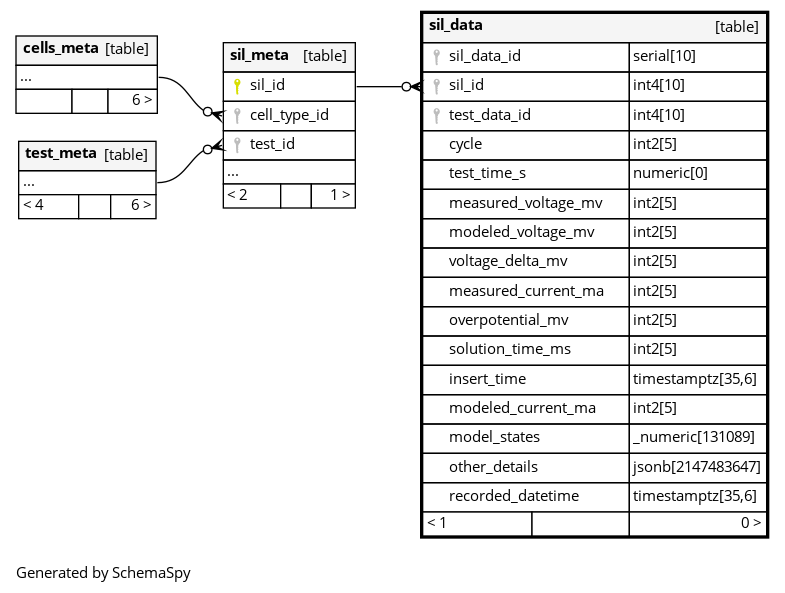 cells_meta [table]
...
6 >
test_meta [table]
...
< 4 6 >
sil_meta [table]
sil_id
cell_type_id
test_id
...
< 2 1 >
sil_data [table]
sil_data_id serial[10]
sil_id int4[10]
test_data_id int4[10]
cycle int2[5]
test_time_s numeric[0]
measured_voltage_mv int2[5]
modeled_voltage_mv int2[5]
voltage_delta_mv int2[5]
measured_current_ma int2[5]
overpotential_mv int2[5]
solution_time_ms int2[5]
insert_time timestamptz[35,6]
modeled_current_ma int2[5]
model_states _numeric[131089]
other_details jsonb[2147483647]
recorded_datetime timestamptz[35,6]
< 1 0 >
Generated by SchemaSpy